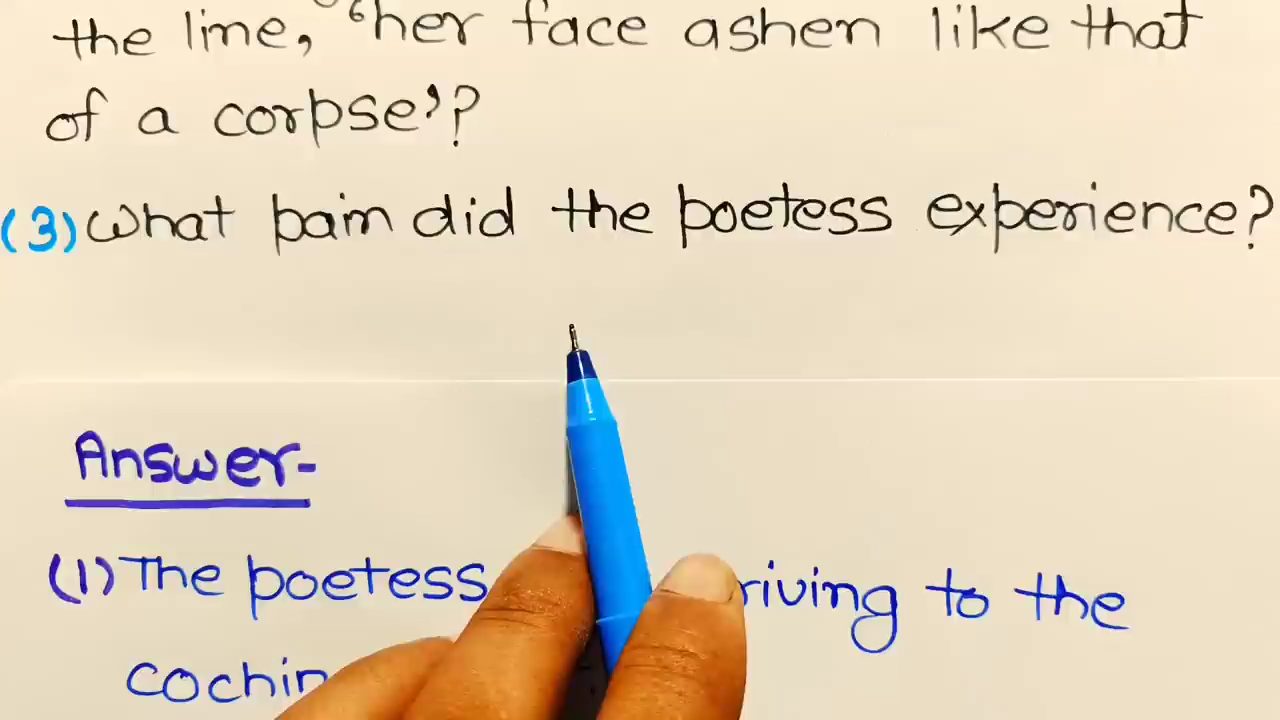 the line, 'her face ashen like that
of a corpse'?
(3) What pain did the poetess experience?
Answer-
(1) The poetess riving to the
cochin